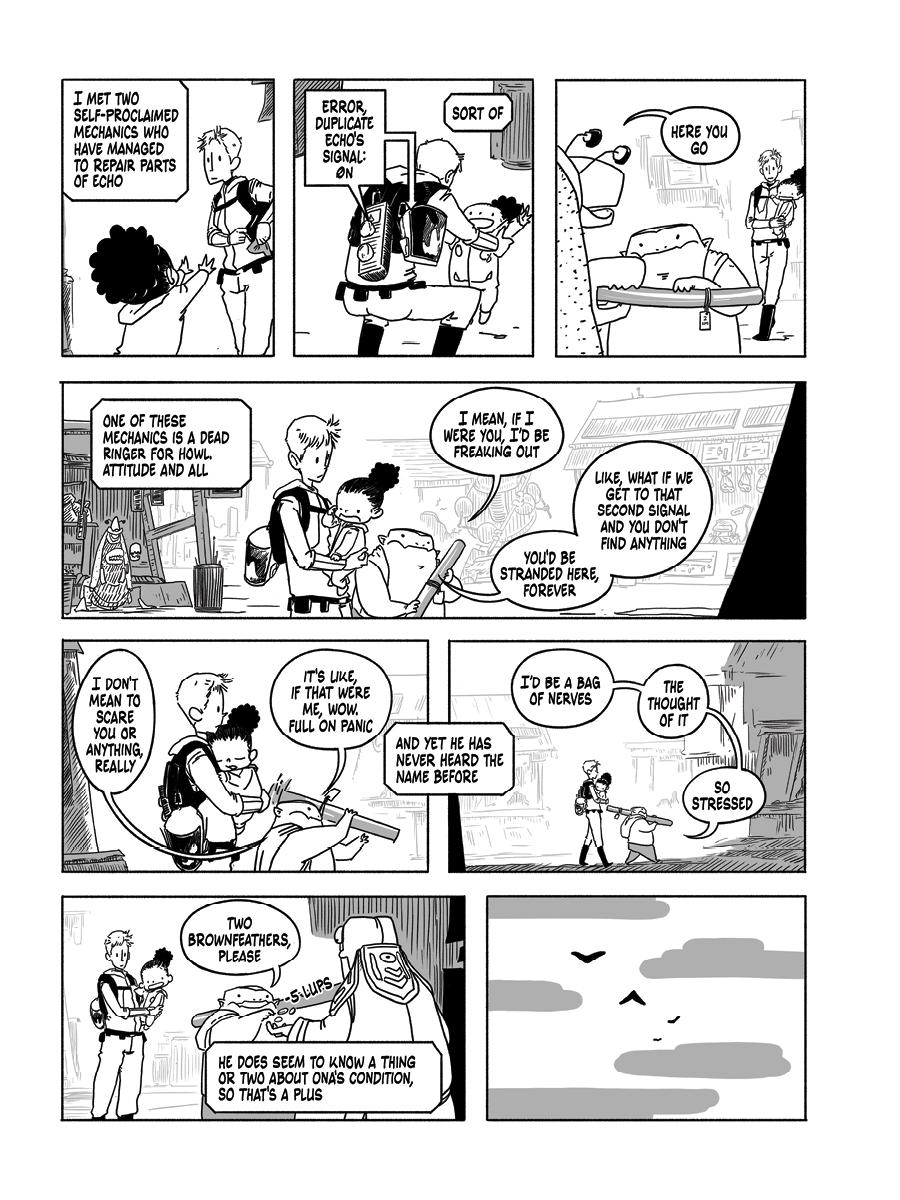 I MET TWO
SELF-PROCLAIMED
MECHANICS WHO
HAVE MANAGED
TO REPAIR PARTS
OF ECHO
ERROR,
DUPLICATE
ECHO'S
SIGNAL:
ØN
SORT OF
HERE YOU
GO
ONE OF THESE
MECHANICS IS A DEAD
RINGER FOR HOWL.
ATTITUDE AND ALL
I MEAN, IF I
WERE YOU, I'D BE
FREAKING OUT
LIKE, WHAT IF WE
GET TO THAT
SECOND SIGNAL
AND YOU DON'T
FIND ANYTHING
YOU'D BE
STRANDED HERE,
FOREVER
I DON'T
MEAN TO
SCARE
YOU OR
ANYTHING,
REALLY
IT'S LIKE,
IF THAT WERE
ME, WOW.
FULL ON PANIC
AND YET HE HAS
NEVER HEARD THE
NAME BEFORE
I'D BE A BAG
OF NERVES
THE
THOUGHT
OF IT
SO
STRESSED
TWO
BROWNFEATHERS,
PLEASE
-5 LUPS
HE DOES SEEM TO KNOW A THING
OR TWO ABOUT ONA'S CONDITION,
SO THAT'S A PLUS